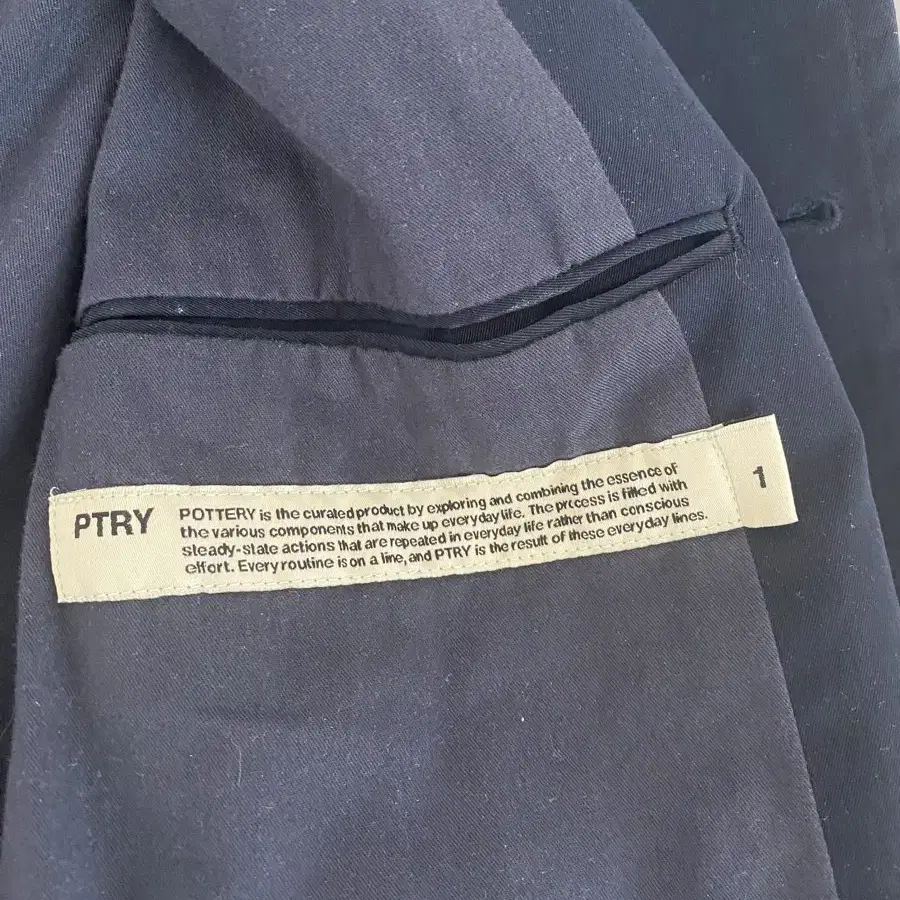 PTRY
POTTERY is the curated product by exploring and combining the essence of
the various components that make up everyday life. The process is filled with
steady-state actions that are repeated in everyday life rather than conscious
effort. Every routine is on a line, and PTRY is the result of these everyday lines.
1